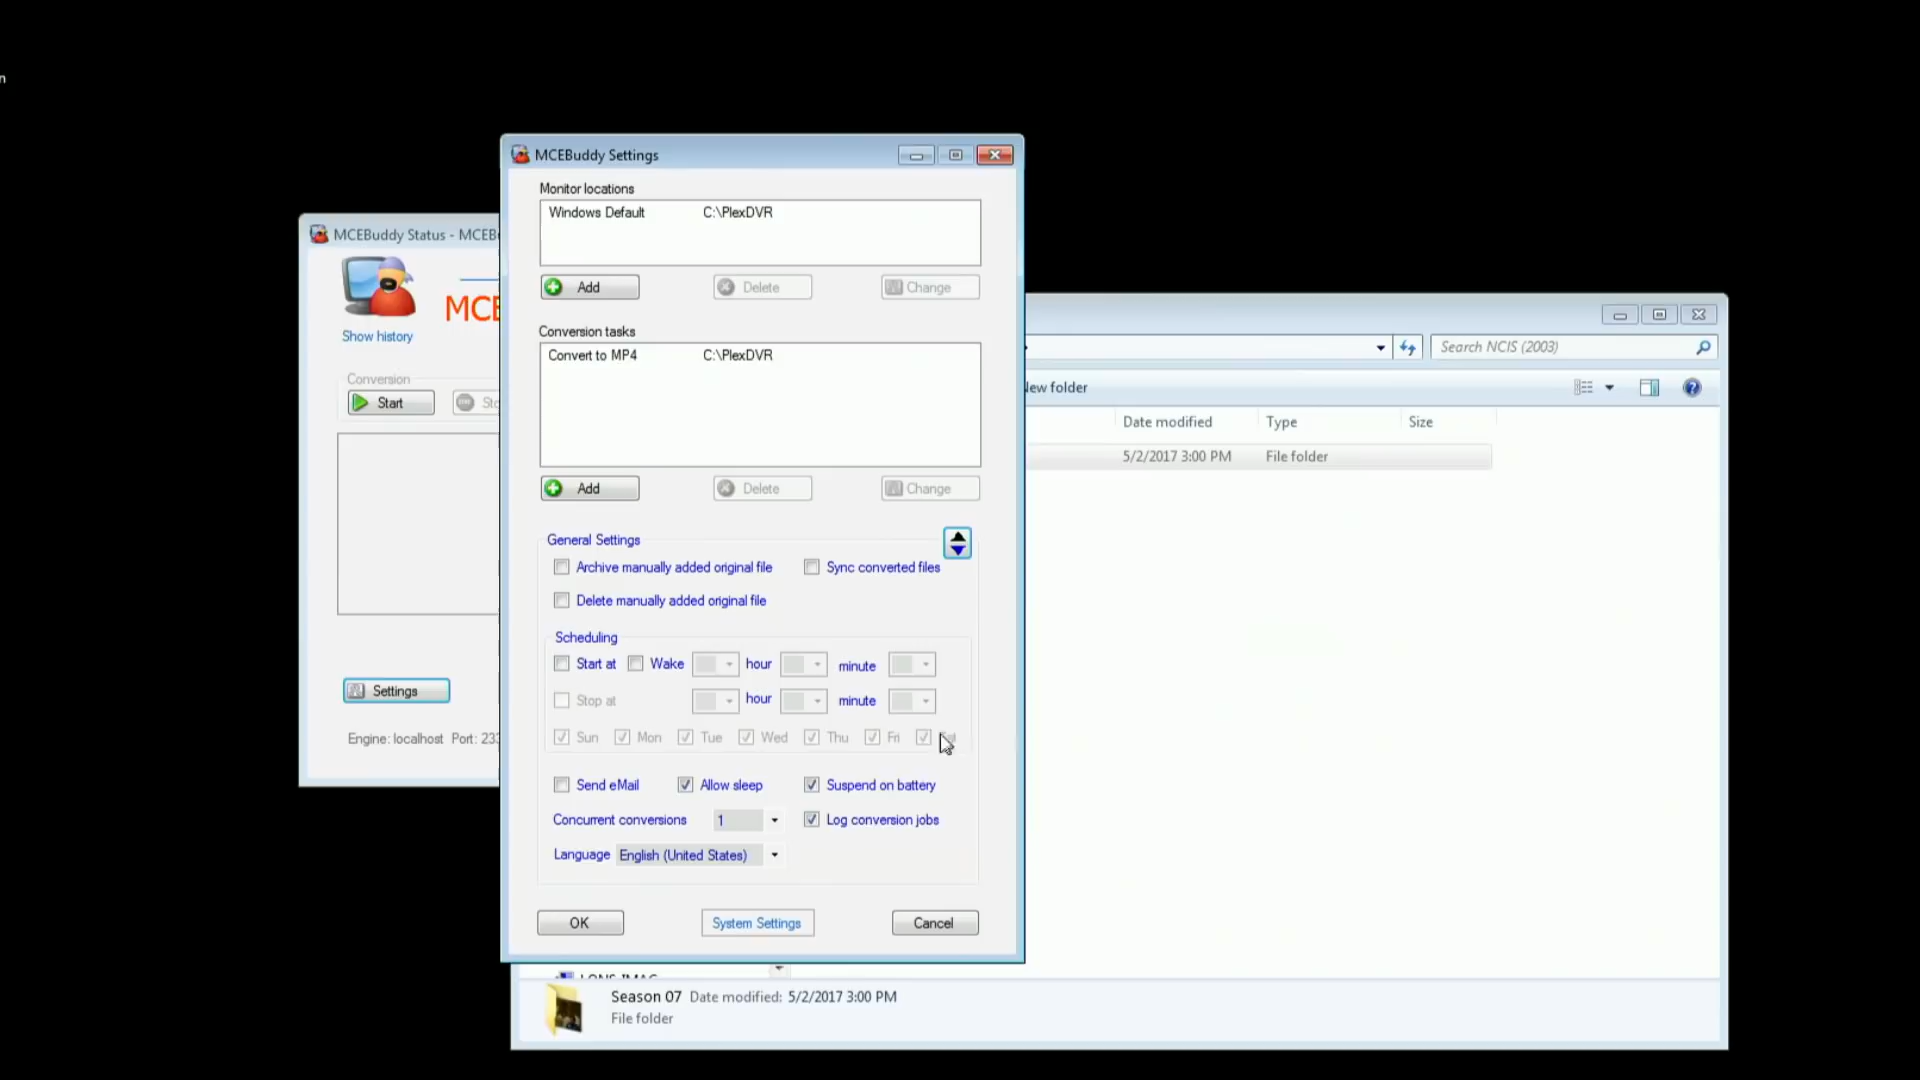 n
MCEBuddy Settings
Monitor locations
Windows Default C:\PlexDVR
Add Delete Change
Conversion tasks
Convert to MP4 C:\PlexDVR
Add Delete Change
General Settings
Archive manually added original file Sync converted files
Delete manually added original file
Scheduling
Start at Wake hour minute
Stop at hour minute
Sun Mon Tue Wed Thu Fri
Send eMail Allow sleep Suspend on battery
Concurrent conversions 1 Log conversion jobs
Language English (United States)
OK System Settings Cancel
MCEBuddy Status - MCEB
MCE
Show history
Conversion
Start Sto
Settings
Engine: localhost Port: 233
Search NCIS (2003)
New folder
Date modified Type Size
5/2/2017 3:00 PM File folder
Season 07 Date modified: 5/2/2017 3:00 PM
File folder